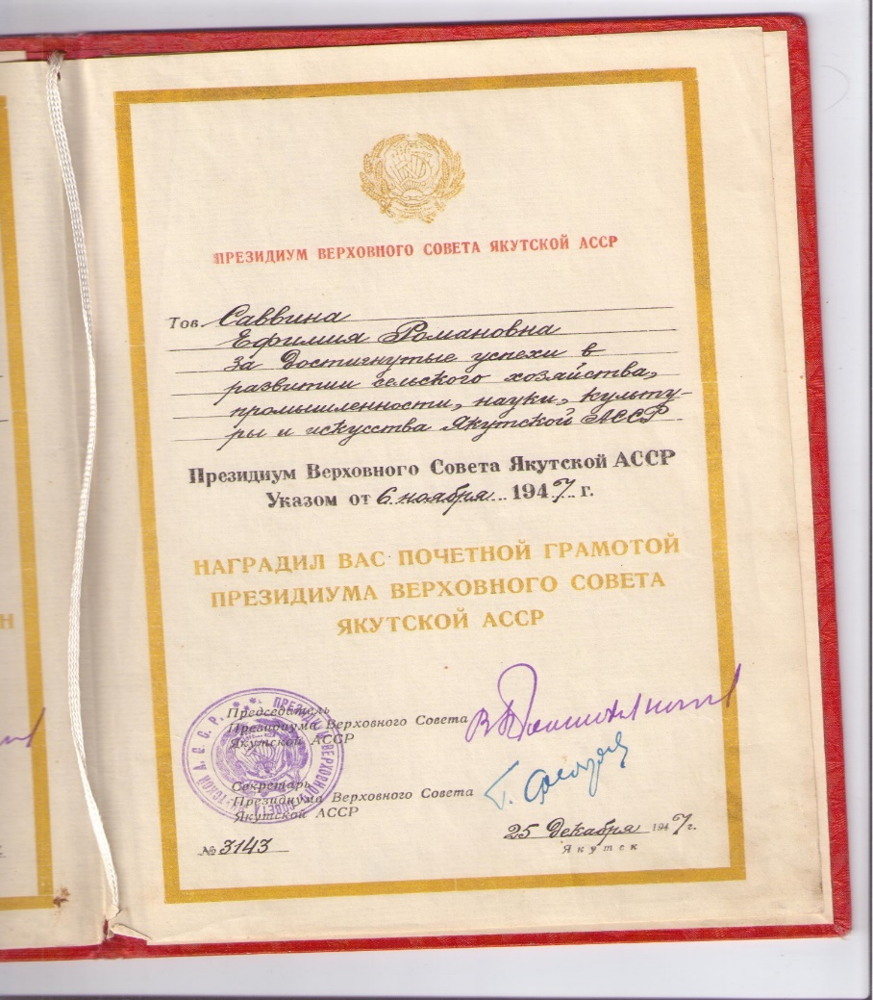 ПРЕЗИДИУМ ВЕРХОВНОГО СОВЕТА ЯКУТСКОЙ АССР
Тов. Саввина
Ефимия Романовна
за достигнутые успехи в
развитии сельского хозяйства,
промышленности, науки, культу-
ры и искусства Якутской АССР
Президиум Верховного Совета Якутской АССР
Указом от 6 ноября 1947 г.
НАГРАДИЛ ВАС ПОЧЕТНОЙ ГРАМОТОЙ
ПРЕЗИДИУМА ВЕРХОВНОГО СОВЕТА
ЯКУТСКОЙ АССР
Председатель
Президиума Верховного Совета
Якутской АССР
Секретарь
Президиума Верховного Совета
Якутской АССР
№ 3143
25 декабря 1947 г.
Якутск
Н